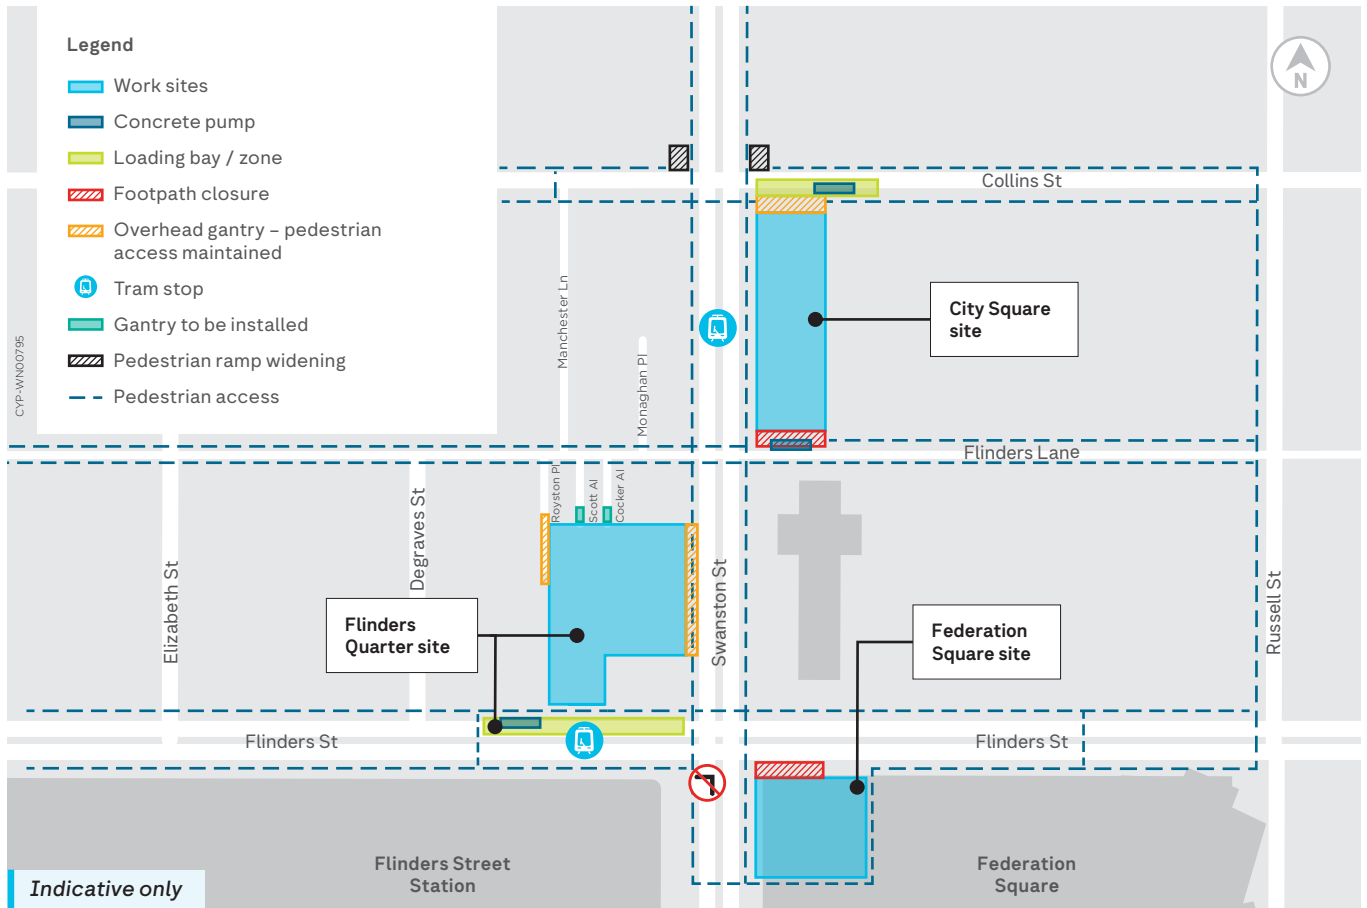 Legend
Work sites
Concrete pump
Loading bay / zone
Footpath closure
Overhead gantry – pedestrian
access maintained
Tram stop
Gantry to be installed
Pedestrian ramp widening
Pedestrian access
CYP-WN00795
N
Collins St
Manchester Ln
Monaghan Pl
City Square
site
Flinders Lane
Royston Pl
Scott Al
Cocker Al
Elizabeth St
Degraves St
Swanston St
Russell St
Flinders
Quarter site
Federation
Square site
Flinders St
Flinders St
Flinders Street
Station
Federation
Square
Indicative only